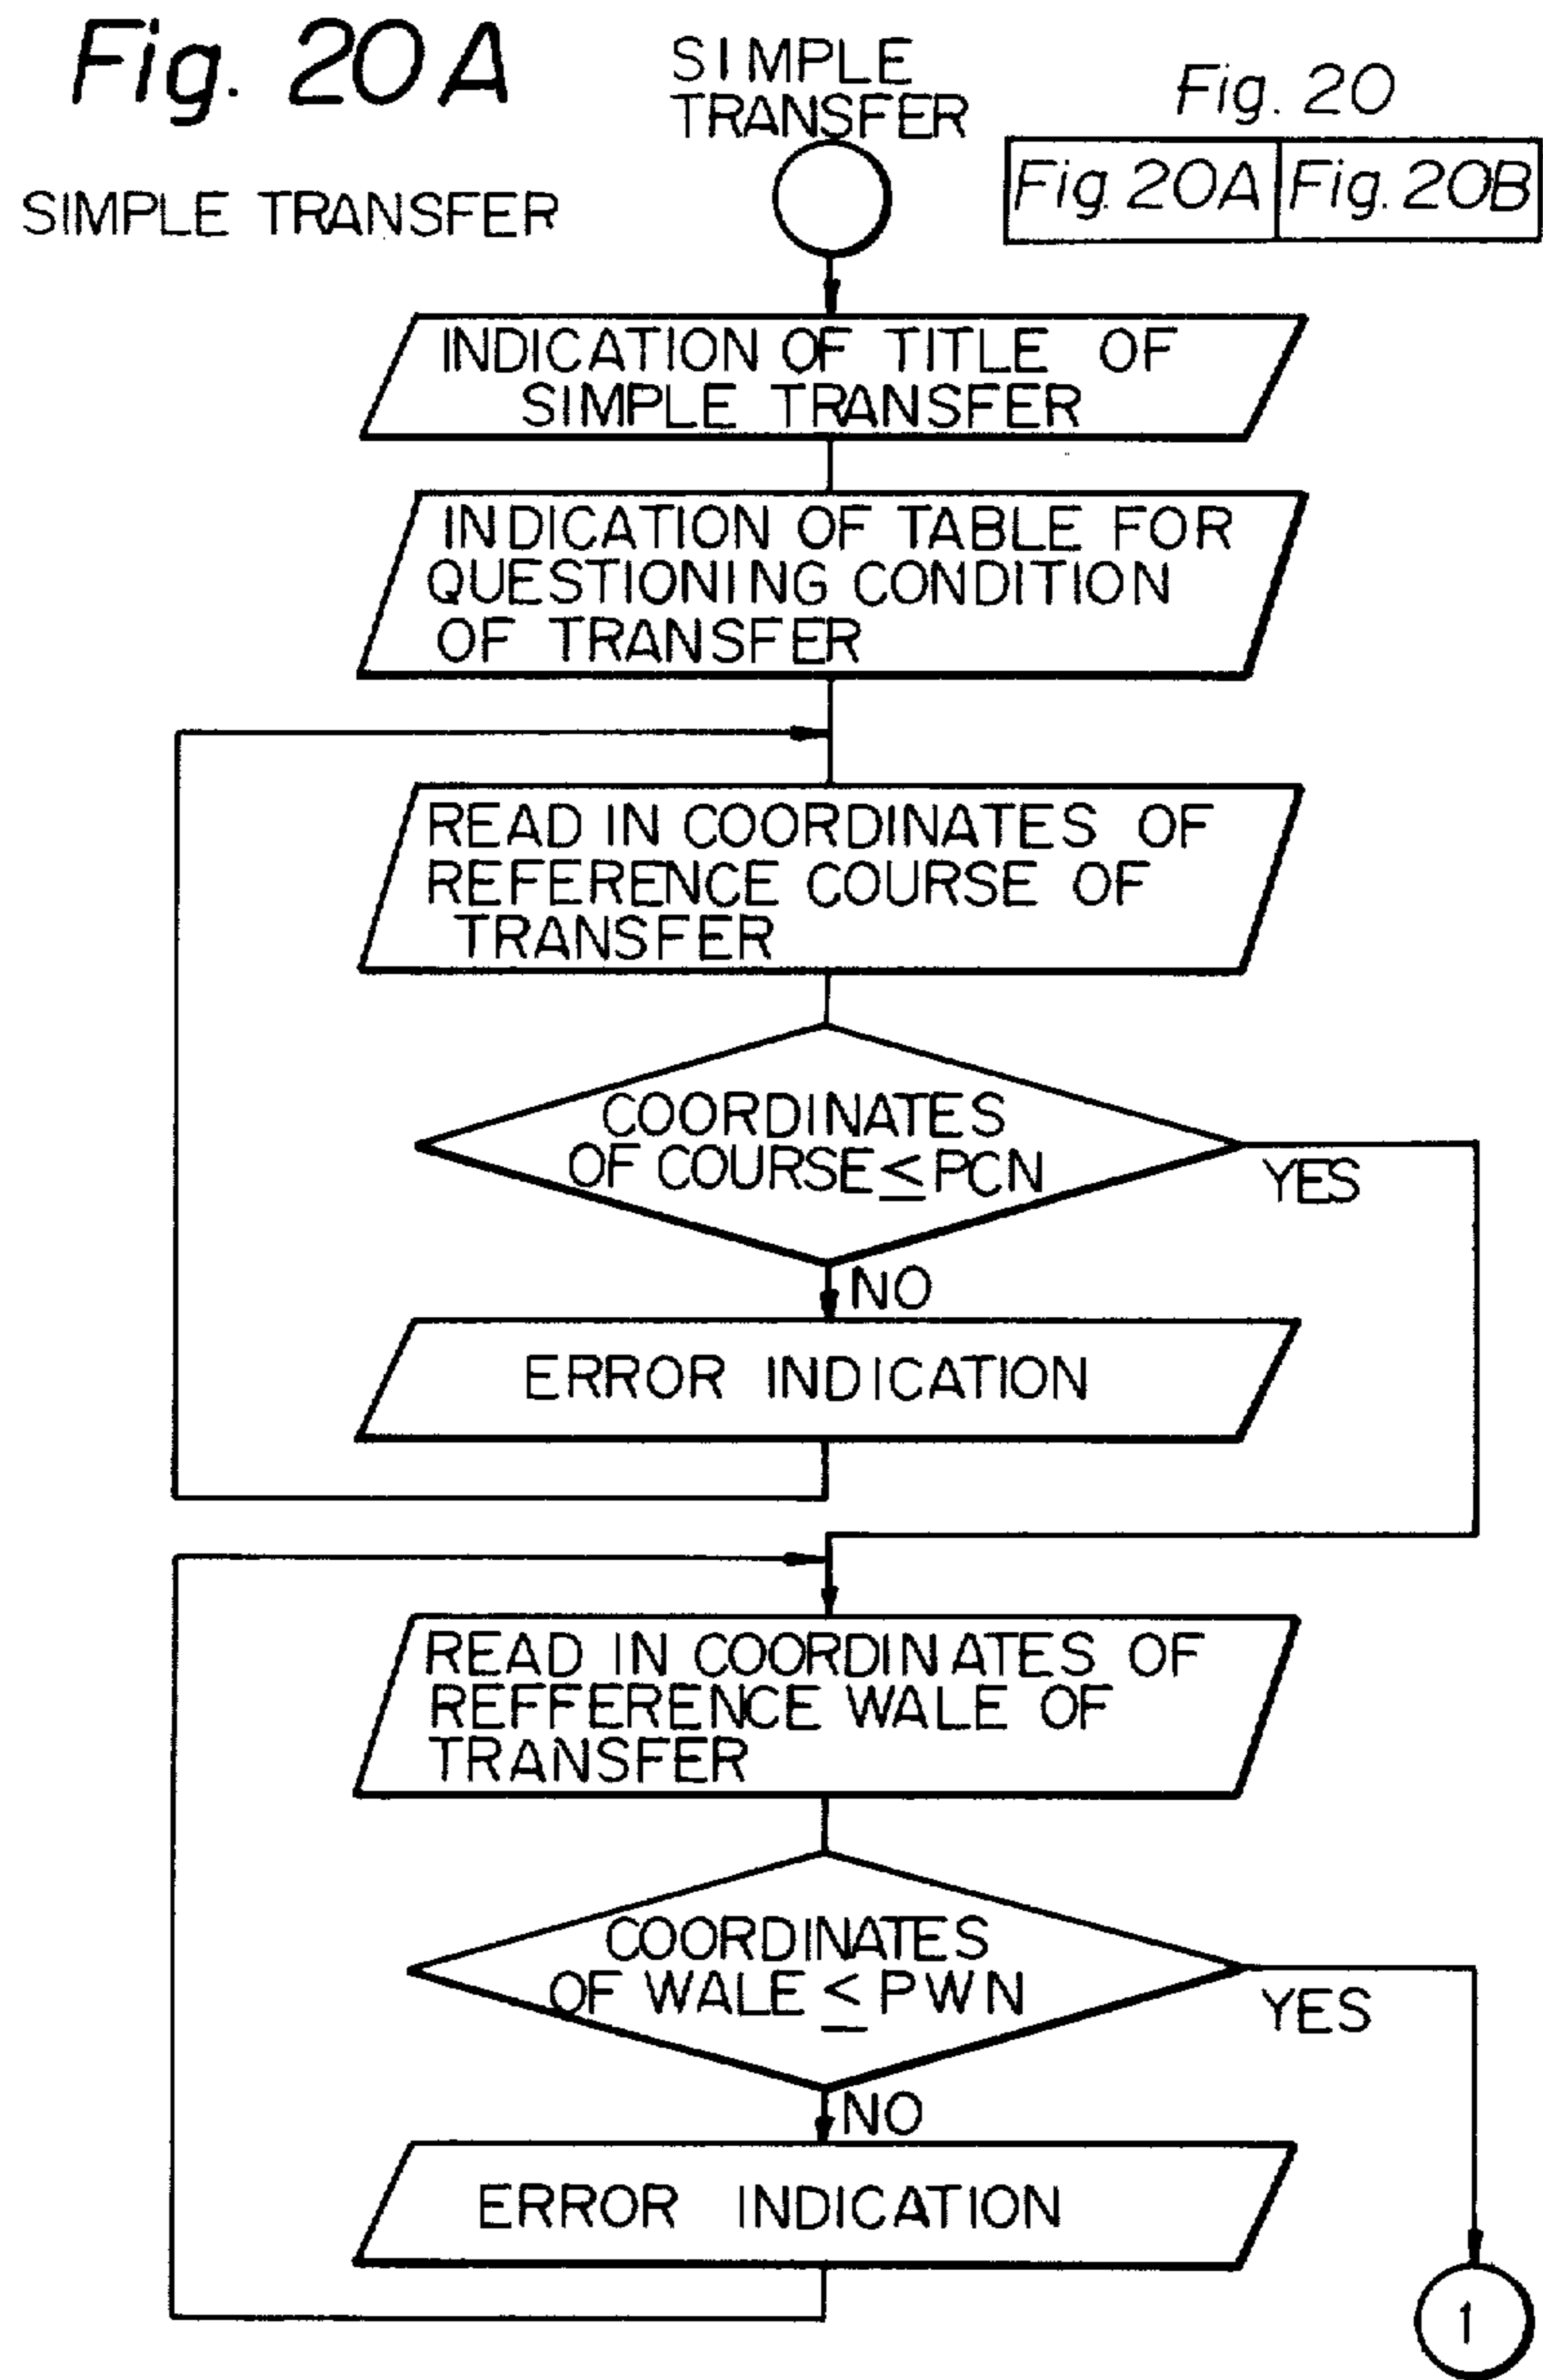 Fig. 20A
SIMPLE TRANSFER
SIMPLE
TRANSFER
Fig. 20
Fig. 20A Fig. 20B
INDICATION OF TITLE OF
SIMPLE TRANSFER
INDICATION OF TABLE FOR
QUESTIONING CONDITION
OF TRANSFER
READ IN COORDINATES OF
REFERENCE COURSE OF
TRANSFER
COORDINATES
OF COURSE ≤ PCN
YES
NO
ERROR INDICATION
READ IN COORDINATES OF
REFFERENCE WALE OF
TRANSFER
COORDINATES
OF WALE ≤ PWN
YES
NO
ERROR INDICATION
1